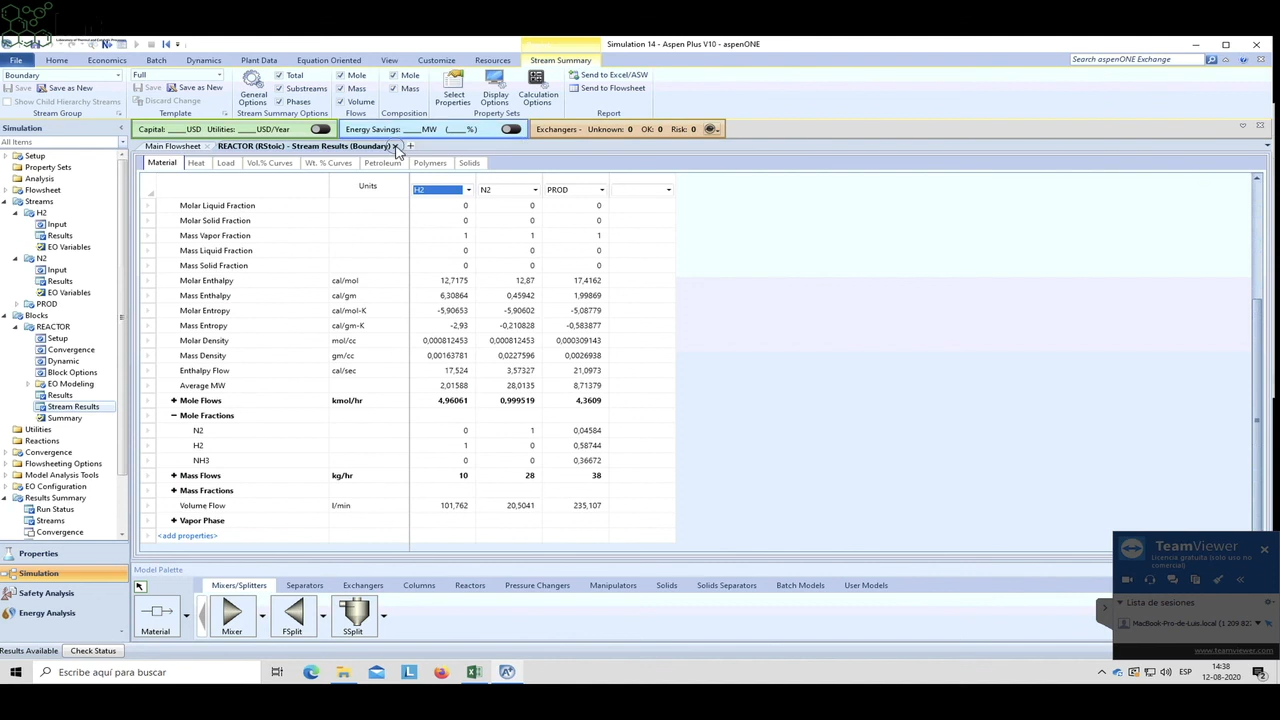 Simulation 14 - Aspen Plus V10 - aspenONE
File Home Economics Batch Dynamics Plant Data Equation Oriented View Customize Resources Stream Summary
Search aspenONE Exchange
Boundary
Save Save as New
Show Child Hierarchy Streams
Stream Group
Full
Save Save as New
Discard Change
Template
General Options
Total
Substreams
Phases
Stream Summary Options
Mole
Mass
Volume
Flows
Mole
Mass
Composition
Select Properties
Display Options
Calculation Options
Property Sets
Send to Excel/ASW
Send to Flowsheet
Report
Capital: ____USD Utilities: ____USD/Year
Energy Savings: ____MW (____%)
Exchangers - Unknown: 0 OK: 0 Risk: 0
Simulation
All Items
Setup
Property Sets
Analysis
Flowsheet
Streams
H2
Input
Results
EO Variables
N2
Input
Results
EO Variables
PROD
Blocks
REACTOR
Setup
Convergence
Dynamic
Block Options
EO Modeling
Results
Stream Results
Summary
Utilities
Reactions
Convergence
Flowsheeting Options
Model Analysis Tools
EO Configuration
Results Summary
Run Status
Streams
Convergence
Properties
Simulation
Safety Analysis
Energy Analysis
Main Flowsheet REACTOR (RStoic) - Stream Results (Boundary)
Material Heat Load Vol.% Curves Wt. % Curves Petroleum Polymers Solids
Units H2 N2 PROD
Molar Liquid Fraction 0 0 0
Molar Solid Fraction 0 0 0
Mass Vapor Fraction 1 1 1
Mass Liquid Fraction 0 0 0
Mass Solid Fraction 0 0 0
Molar Enthalpy cal/mol 12,7175 12,87 17,4162
Mass Enthalpy cal/gm 6,30864 0,45942 1,99869
Molar Entropy cal/mol-K -5,90653 -5,90602 -5,08779
Mass Entropy cal/gm-K -2,93 -0,210828 -0,583877
Molar Density mol/cc 0,000812453 0,000812453 0,000309143
Mass Density gm/cc 0,00163781 0,0227596 0,0026938
Enthalpy Flow cal/sec 17,524 3,57327 21,0973
Average MW 2,01588 28,0135 8,71379
Mole Flows kmol/hr 4,96061 0,999519 4,3609
Mole Fractions
N2 0 1 0,04584
H2 1 0 0,58744
NH3 0 0 0,36672
Mass Flows kg/hr 10 28 38
Mass Fractions
Volume Flow l/min 101,762 20,5041 235,107
Vapor Phase
<add properties>
Model Palette
Mixers/Splitters Separators Exchangers Columns Reactors Pressure Changers Manipulators Solids Solids Separators Batch Models User Models
Material Mixer FSplit SSplit
TeamViewer
Licencia gratuita (solo uso no comercial)
Lista de sesiones
MacBook-Pro-de-Luis.local (1 209 82
www.teamviewer.com
Results Available Check Status
Escribe aquí para buscar
ESP
14:38
12-08-2020